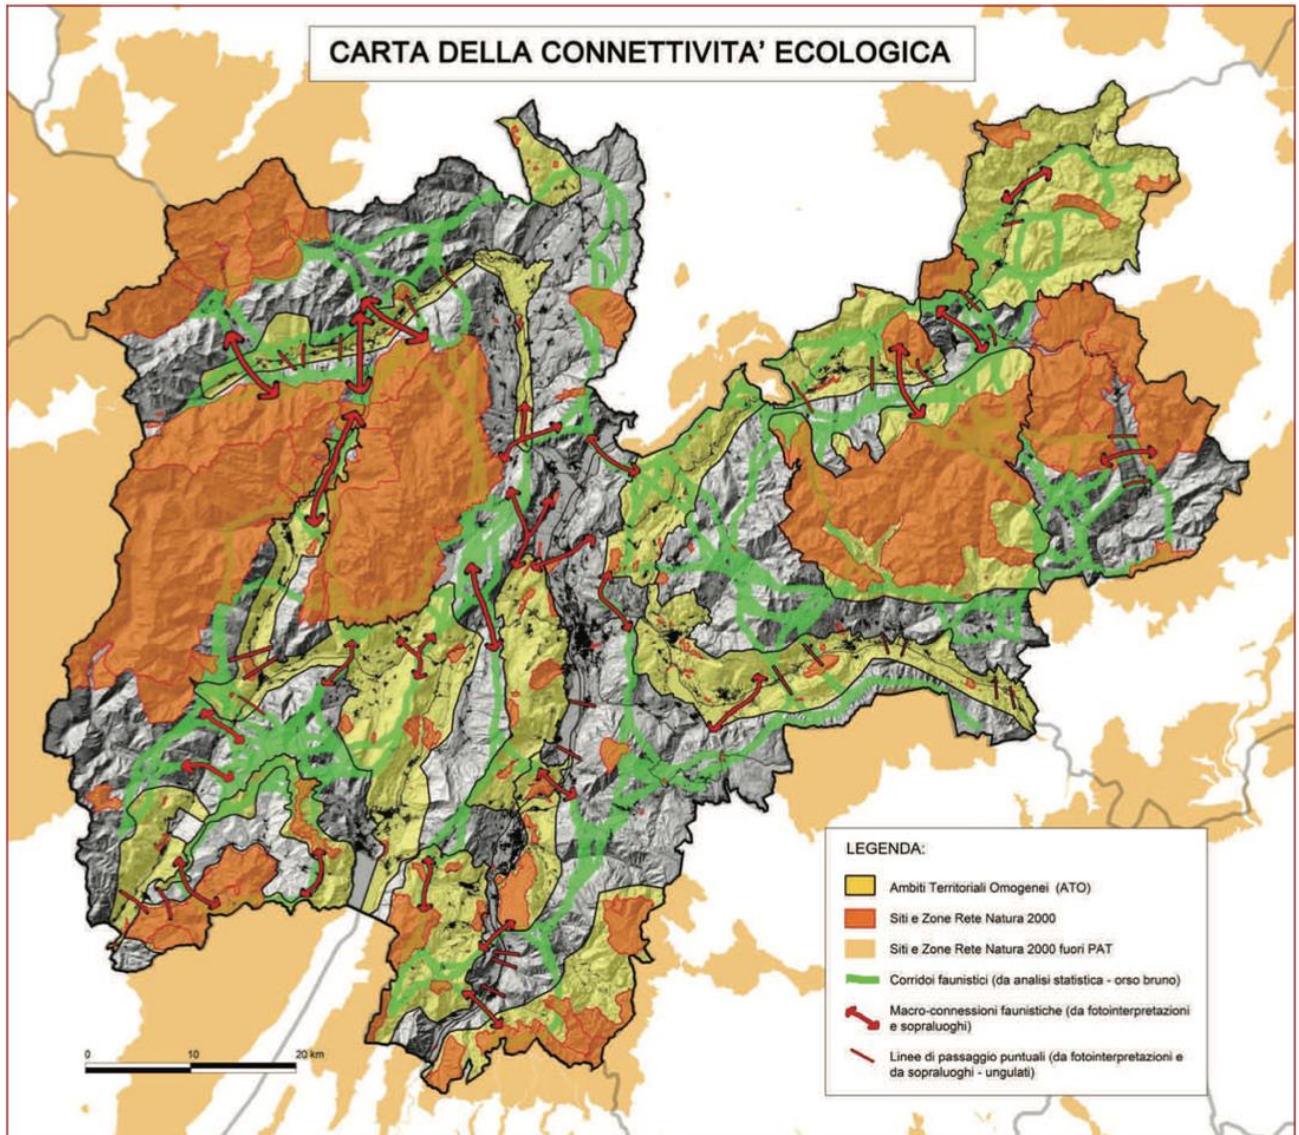 CARTA DELLA CONNETTIVITA' ECOLOGICA
LEGENDA:
Ambiti Territoriali Omogenei (ATO)
Siti e Zone Rete Natura 2000
Siti e Zone Rete Natura 2000 fuori PAT
Corridoi faunistici (da analisi statistica - orso bruno)
Macro-connessioni faunistiche (da fotointerpretazioni
e sopraluoghi)
Linee di passaggio puntuali (da fotointerpretazioni e
da sopraluoghi - ungulati)
0 10 20 km